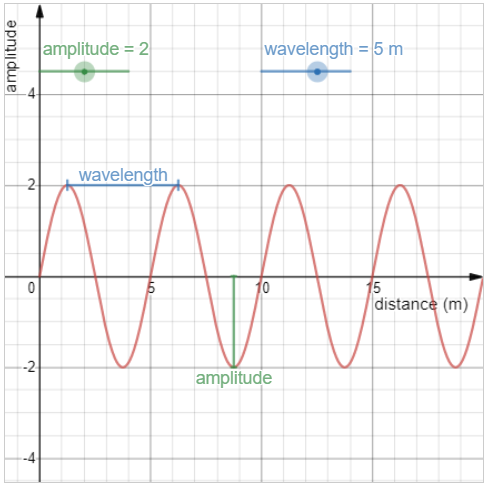 amplitude
amplitude = 2
wavelength = 5 m
4
wavelength
2
0
5
10
15
distance (m)
-2
amplitude
-4